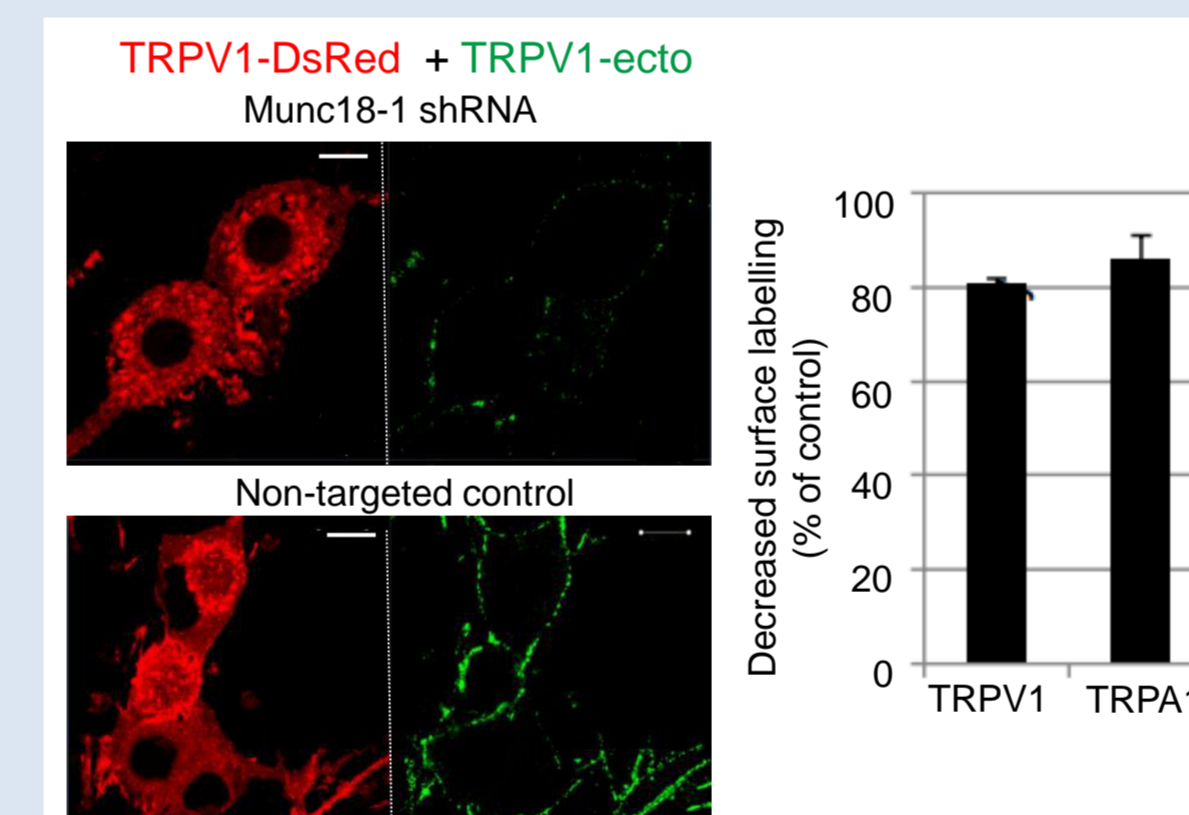 TRPV1-DsRed + TRPV1-ecto
Munc18-1 shRNA
Non-targeted control
Decreased surface labelling
(% of control)
100
80
60
40
20
0
TRPV1 TRPA1